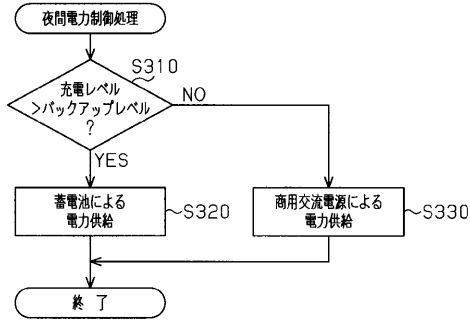 夜間電力制御処理
S310
充電レベル
>バックアップレベル
?
NO
YES
蓄電池による
電力供給
S320
商用交流電源による
電力供給
S330
終 了